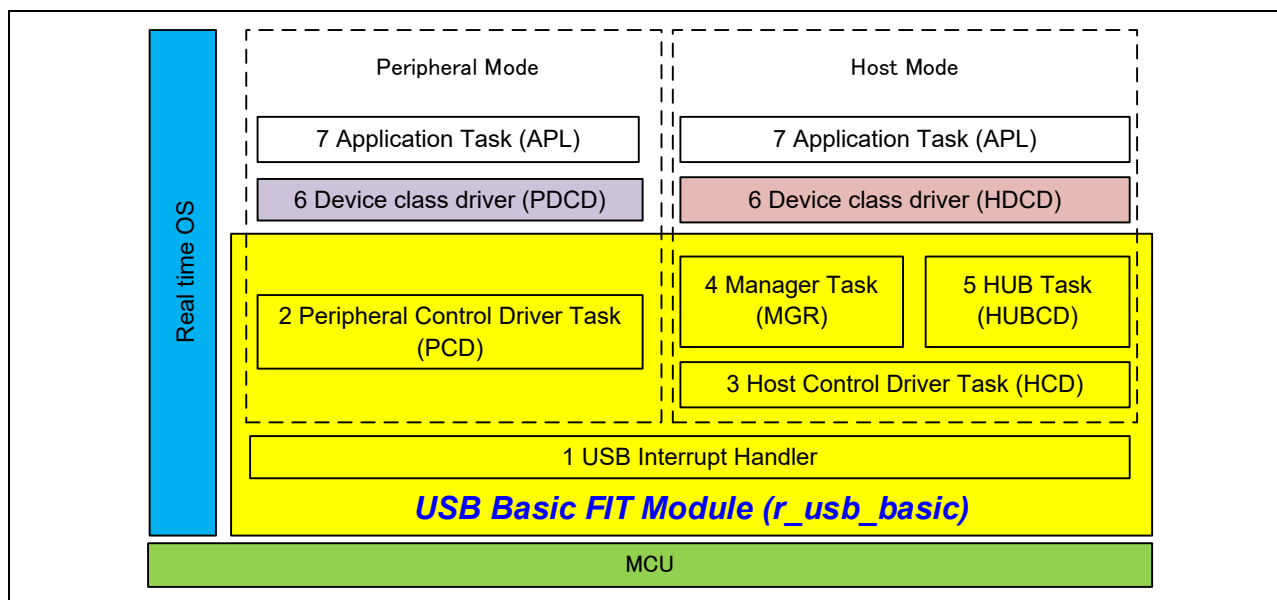 Real time OS
Peripheral Mode
Host Mode
7 Application Task (APL)
7 Application Task (APL)
6 Device class driver (PDCD)
6 Device class driver (HDCD)
2 Peripheral Control Driver Task
(PCD)
4 Manager Task
(MGR)
5 HUB Task
(HUBCD)
3 Host Control Driver Task (HCD)
1 USB Interrupt Handler
USB Basic FIT Module (r_usb_basic)
MCU